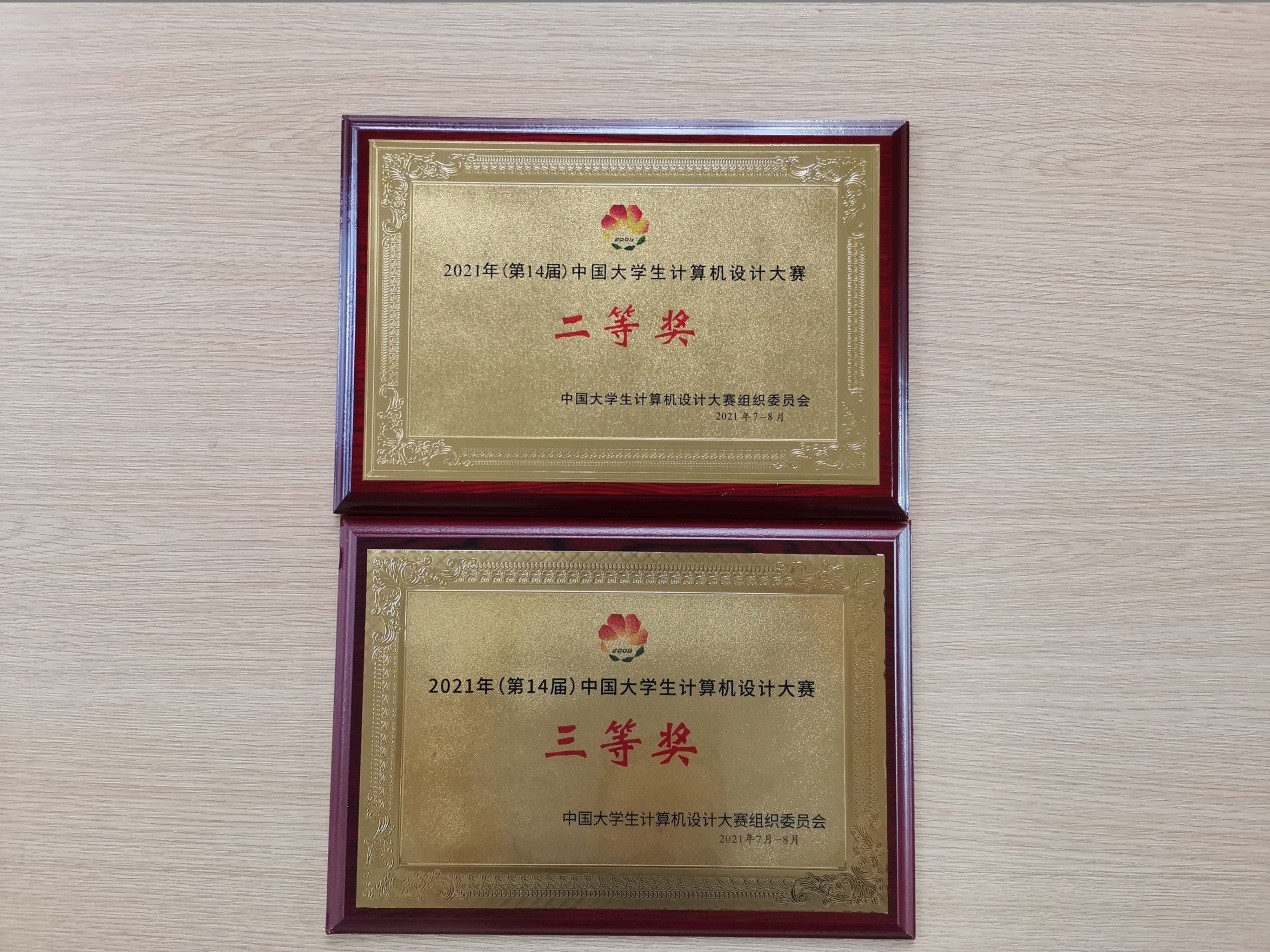 2008
2021年(第14届)中国大学生计算机设计大赛
二等奖
中国大学生计算机设计大赛组织委员会
2021年7-8月
2008
2021年(第14届)中国大学生计算机设计大赛
三等奖
中国大学生计算机设计大赛组织委员会
2021年7月-8月